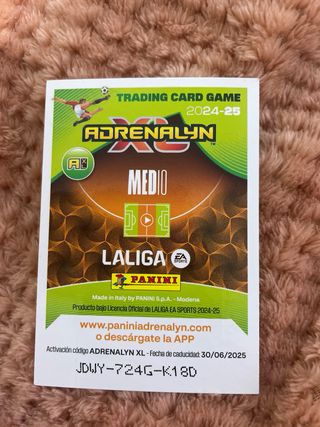 TRADING CARD GAME
2024-25
ADRENALYN
XL™
MEDIO
LALIGA EA SPORTS
PANINI
Made in Italy by PANINI S.p.A. - Modena
Producto bajo Licencia Oficial de LALIGA EA SPORTS 2024-25
www.paniniadrenalyn.com
o descárgate la APP
Activación código ADRENALYN XL - Fecha de caducidad: 30/06/2025
JDWY-724G-K18D